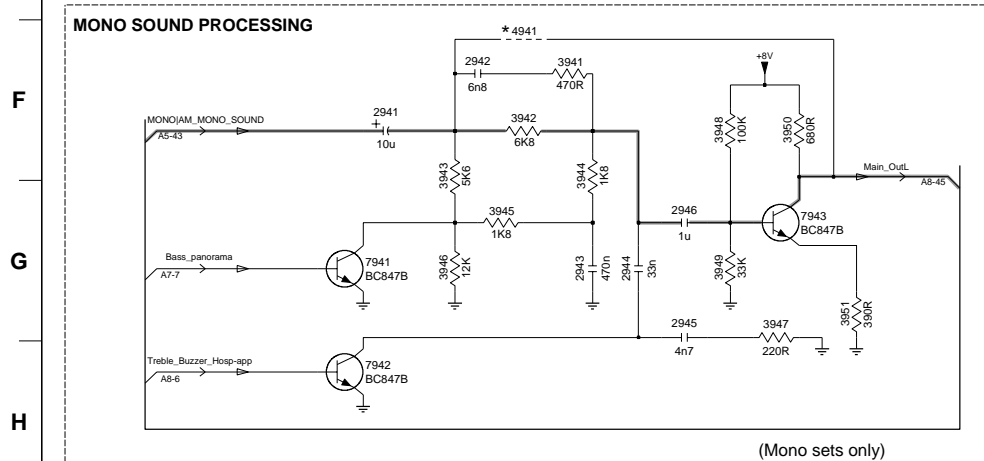 MONO SOUND PROCESSING
* 4941
2942
6n8
3941
470R
+8V
F
MONO|AM_MONO_SOUND
A5-43
2941
+
10u
3942
6K8
3948
100K
3950
680R
3943
5K6
3944
1K8
Main_OutL
A8-45
3945
1K8
2946
1u
7943
BC847B
G
Bass_panorama
A7-7
7941
BC847B
3946
12K
2943
470n
2944
33n
3949
33K
3951
390R
2945
4n7
3947
220R
Treble_Buzzer_Hosp-app
A8-6
7942
BC847B
H
(Mono sets only)